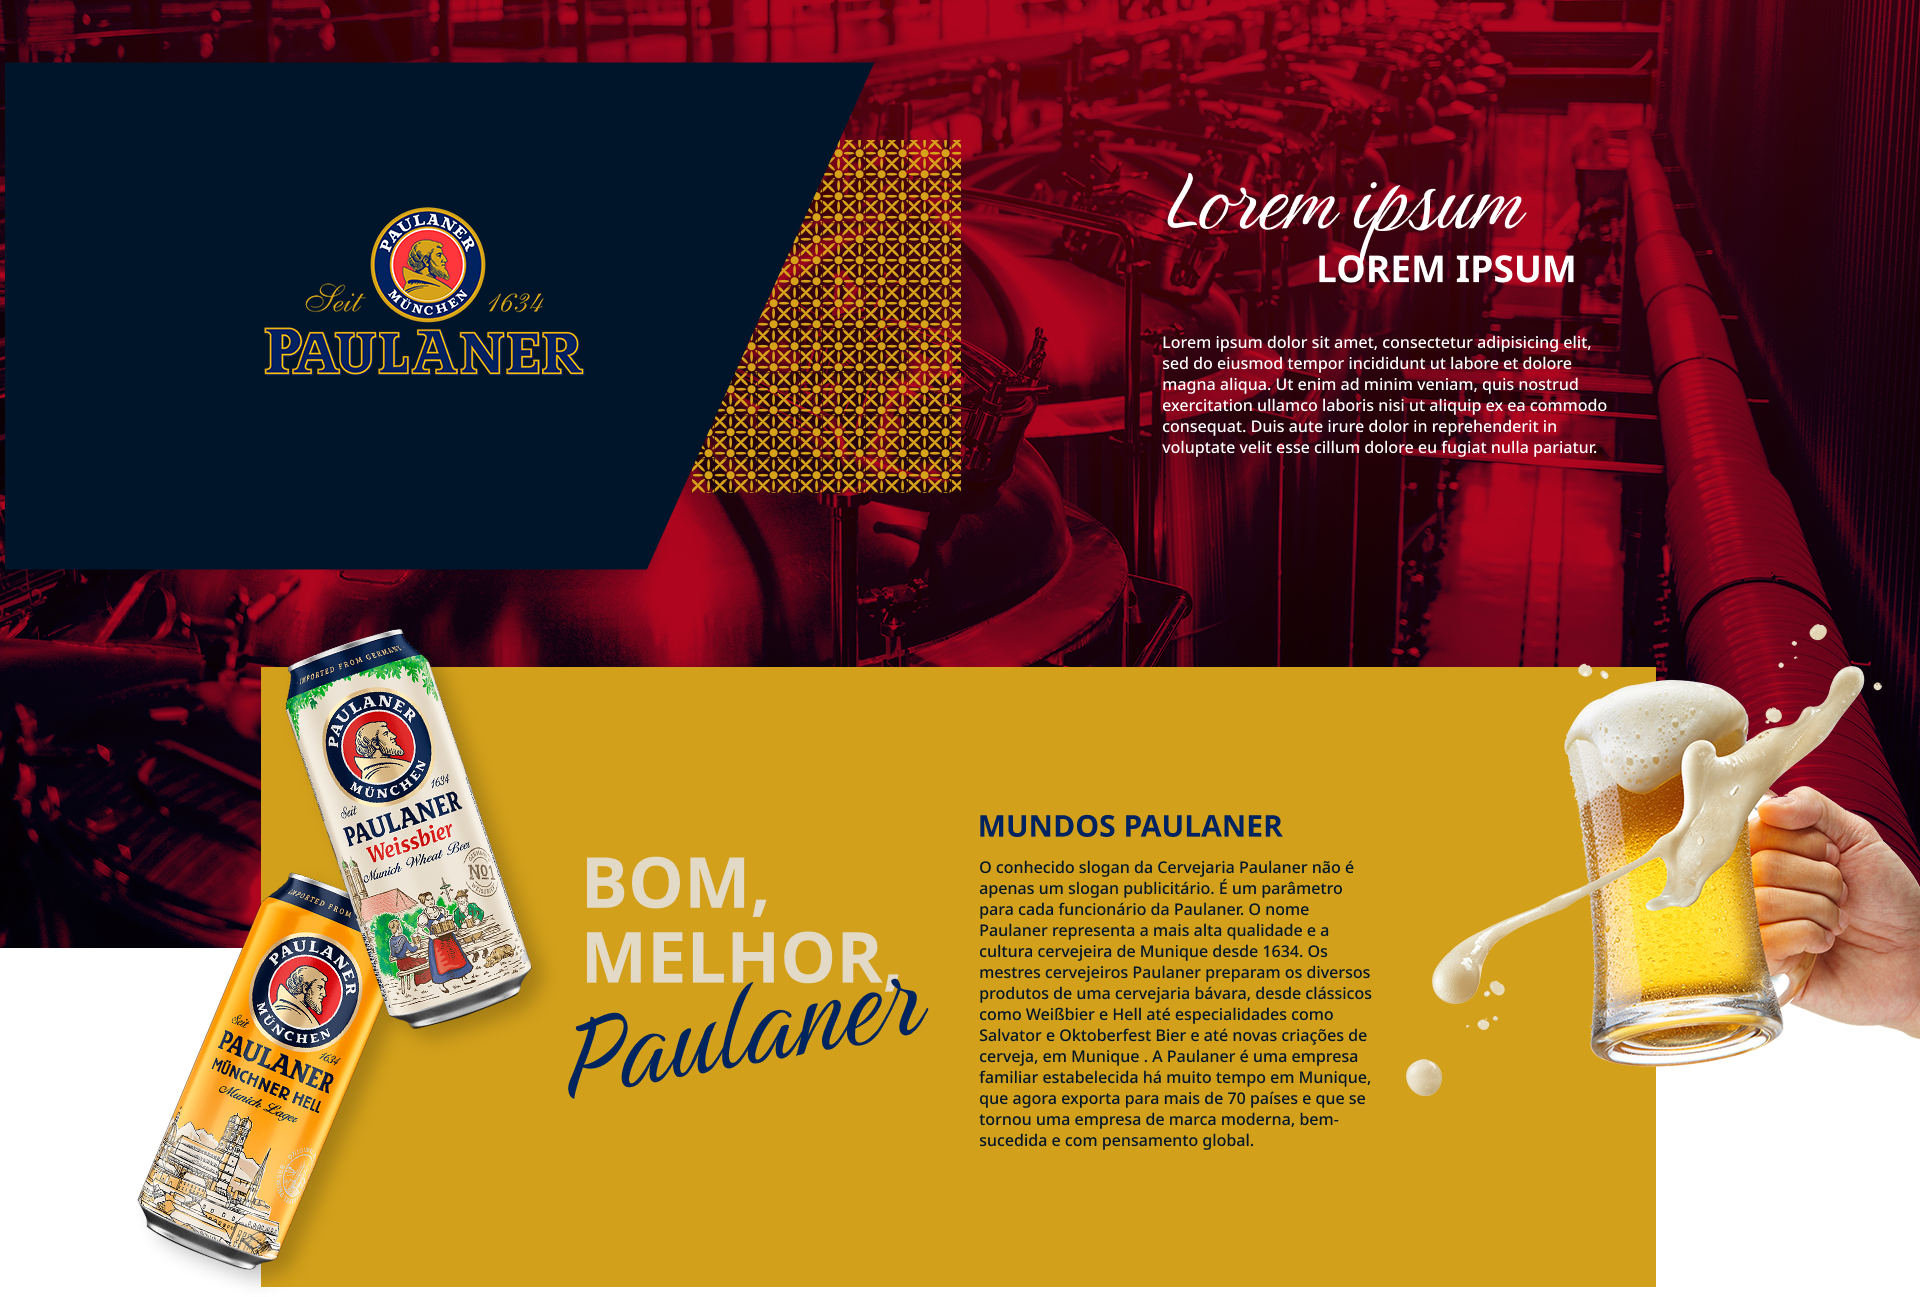 PAULANER
MÜNCHEN
Seit 1634
PAULANER
Lorem ipsum
LOREM IPSUM
Lorem ipsum dolor sit amet, consectetur adipisicing elit,
sed do eiusmod tempor incididunt ut labore et dolore
magna aliqua. Ut enim ad minim veniam, quis nostrud
exercitation ullamco laboris nisi ut aliquip ex ea commodo
consequat. Duis aute irure dolor in reprehenderit in
voluptate velit esse cillum dolore eu fugiat nulla pariatur.
IMPORTED FROM GERMANY
PAULANER
MÜNCHEN
Seit 1634
PAULANER
Weissbier
Munich Wheat Beer
Nº1
IMPORTED FROM
PAULANER
MÜNCHEN
Seit 1634
PAULANER
MÜNCHNER HELL
Munich Lager
BOM,
MELHOR,
Paulaner
MUNDOS PAULANER
O conhecido slogan da Cervejaria Paulaner não é
apenas um slogan publicitário. É um parâmetro
para cada funcionário da Paulaner. O nome
Paulaner representa a mais alta qualidade e a
cultura cervejeira de Munique desde 1634. Os
mestres cervejeiros Paulaner preparam os diversos
produtos de uma cervejaria bávara, desde clássicos
como Weißbier e Hell até especialidades como
Salvator e Oktoberfest Bier e até novas criações de
cerveja, em Munique . A Paulaner é uma empresa
familiar estabelecida há muito tempo em Munique,
que agora exporta para mais de 70 países e que se
tornou uma empresa de marca moderna, bem-
sucedida e com pensamento global.